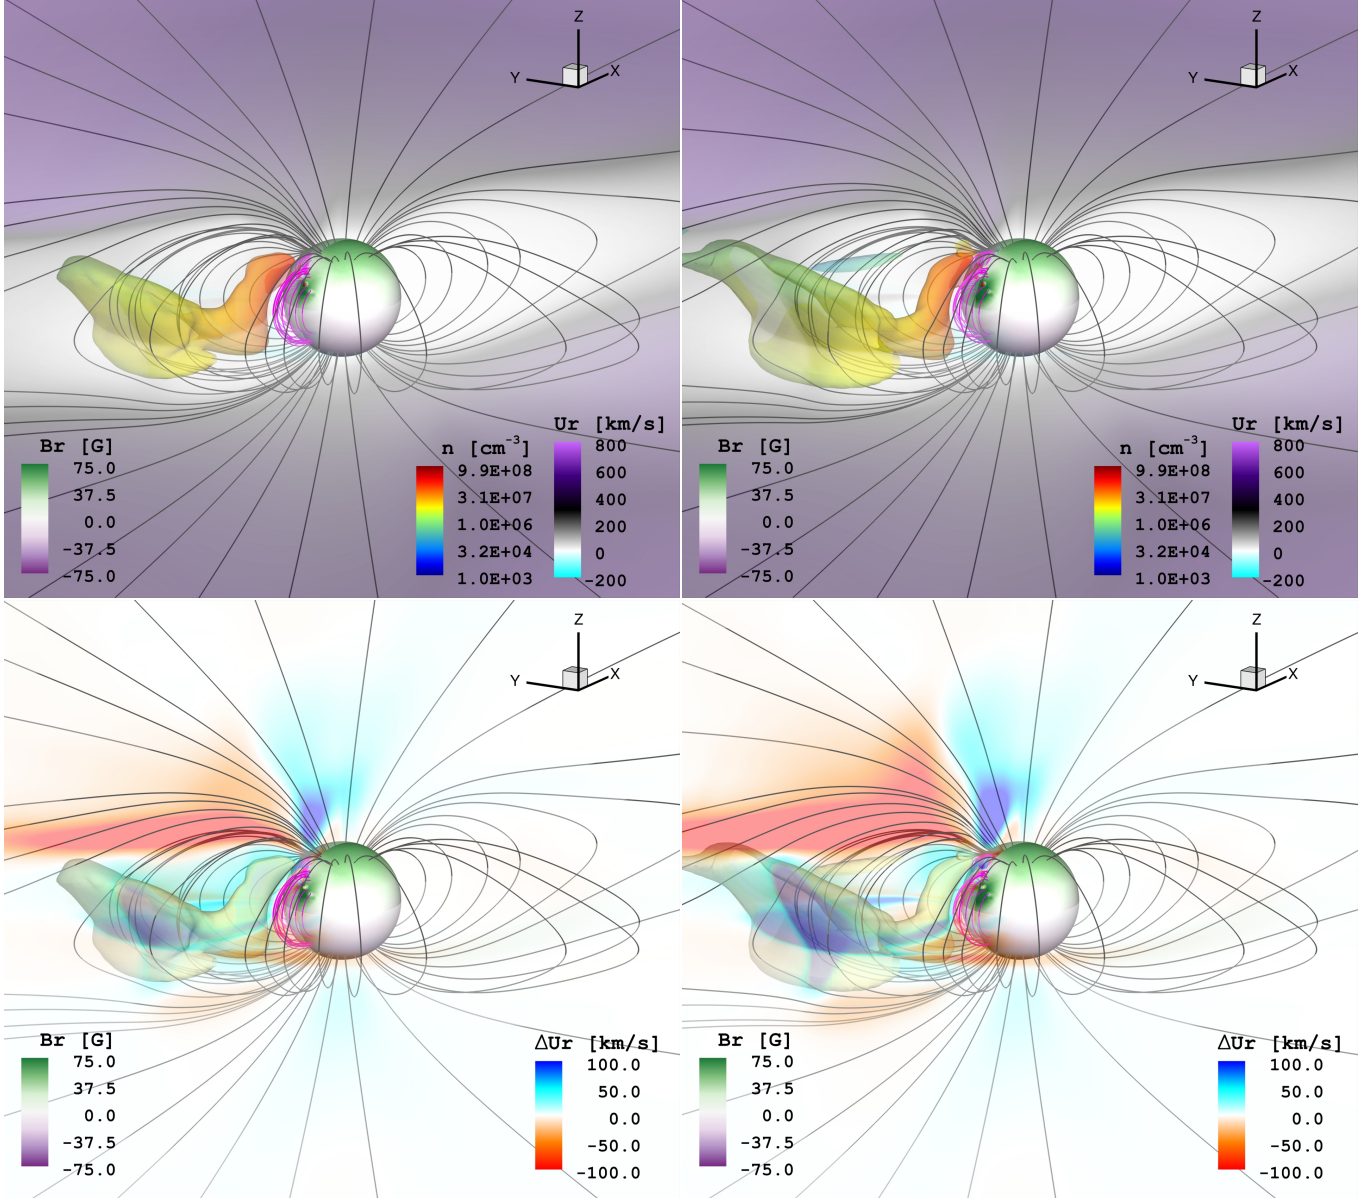 Z
Y X
Br [G]
75.0
37.5
0.0
-37.5
-75.0
n [cm⁻³]
9.9E+08
3.1E+07
1.0E+06
3.2E+04
1.0E+03
Ur [km/s]
800
600
400
200
0
-200
Z
Y X
Br [G]
75.0
37.5
0.0
-37.5
-75.0
n [cm⁻³]
9.9E+08
3.1E+07
1.0E+06
3.2E+04
1.0E+03
Ur [km/s]
800
600
400
200
0
-200
Z
Y X
Br [G]
75.0
37.5
0.0
-37.5
-75.0
ΔUr [km/s]
100.0
50.0
0.0
-50.0
-100.0
Z
Y X
Br [G]
75.0
37.5
0.0
-37.5
-75.0
ΔUr [km/s]
100.0
50.0
0.0
-50.0
-100.0